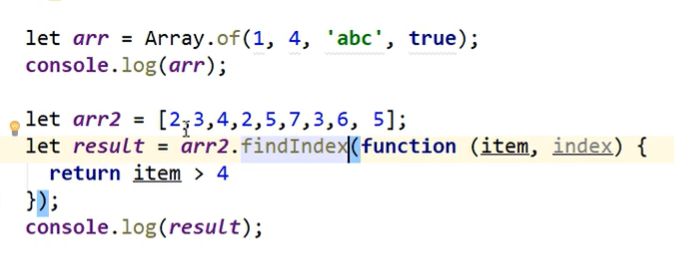 let arr = Array.of(1, 4, 'abc', true);
console.log(arr);
let arr2 = [2,3,4,2,5,7,3,6, 5];
let result = arr2.findIndex(function (item, index) {
return item > 4
});
console.log(result);